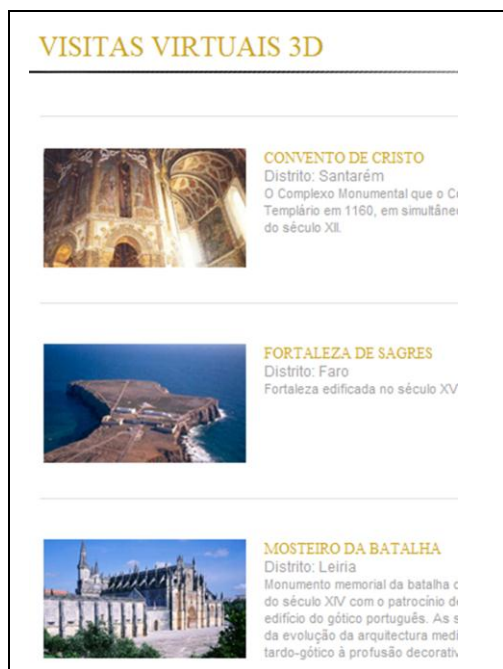 VISITAS VIRTUAIS 3D
CONVENTO DE CRISTO
Distrito: Santarém
O Complexo Monumental que o C
Templário em 1160, em simultâne
do século XII.
FORTALEZA DE SAGRES
Distrito: Faro
Fortaleza edificada no século XV
MOSTEIRO DA BATALHA
Distrito: Leiria
Monumento memorial da batalha
do século XIV com o patrocínio d
edifício do gótico português. As s
da evolução da arquitectura medi
tardo-gótico à profusão decorativ